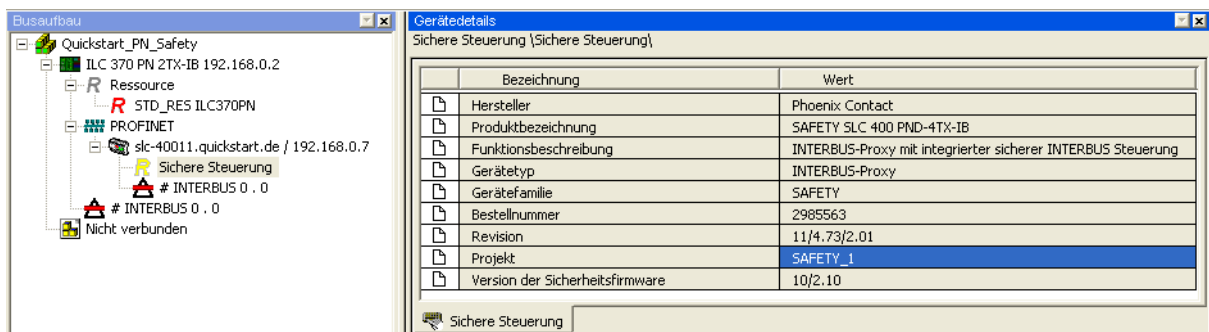 Busaufbau
Quickstart_PN_Safety
ILC 370 PN 2TX-IB 192.168.0.2
R Ressource
R STD_RES ILC370PN
PROFINET
slc-40011.quickstart.de / 192.168.0.7
R Sichere Steuerung
# INTERBUS 0 . 0
# INTERBUS 0 . 0
Nicht verbunden
Gerätedetails
Sichere Steuerung \Sichere Steuerung\
Bezeichnung Wert
Hersteller Phoenix Contact
Produktbezeichnung SAFETY SLC 400 PND-4TX-IB
Funktionsbeschreibung INTERBUS-Proxy mit integrierter sicherer INTERBUS Steuerung
Gerätetyp INTERBUS-Proxy
Gerätefamilie SAFETY
Bestellnummer 2985563
Revision 11/4.73/2.01
Projekt SAFETY_1
Version der Sicherheitsfirmware 10/2.10
Sichere Steuerung